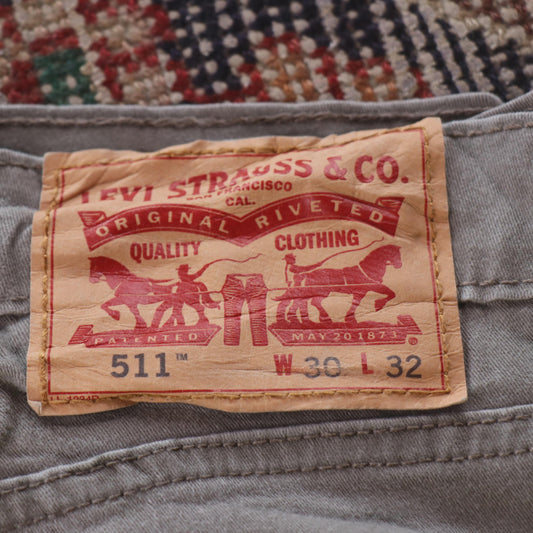 LEVI STRAUSS & CO.
SAN FRANCISCO
CAL.
ORIGINAL RIVETED
QUALITY CLOTHING
PATENTED MAY 20 1873
511™ W 30 L 32